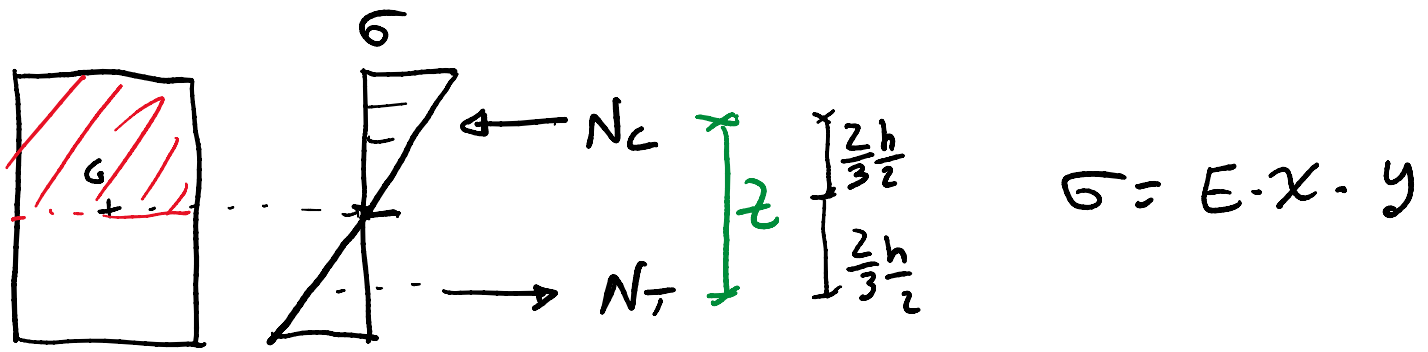 σ
G
N_C
z
2/3 h/2
2/3 h/2
N_T
σ = E · χ · y